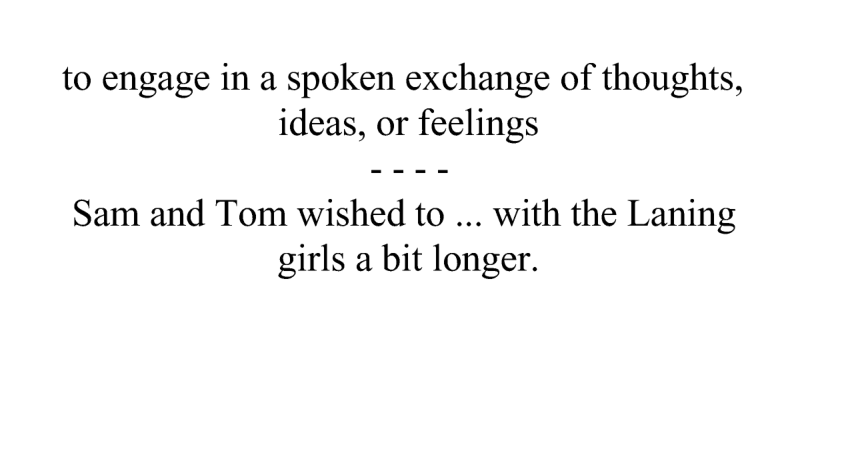 to engage in a spoken exchange of thoughts,
ideas, or feelings
- - - -
Sam and Tom wished to ... with the Laning
girls a bit longer.